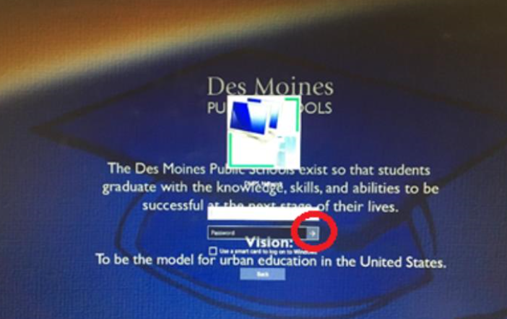 Des Moines
PU OOLS
The Des Moines Public Schools exist so that students
graduate with the knowledge, skills, and abilities to be
successful at the next stage of their lives.
Password
Vision:
Use a smart card to log on to Windows
To be the model for urban education in the United States.
Back